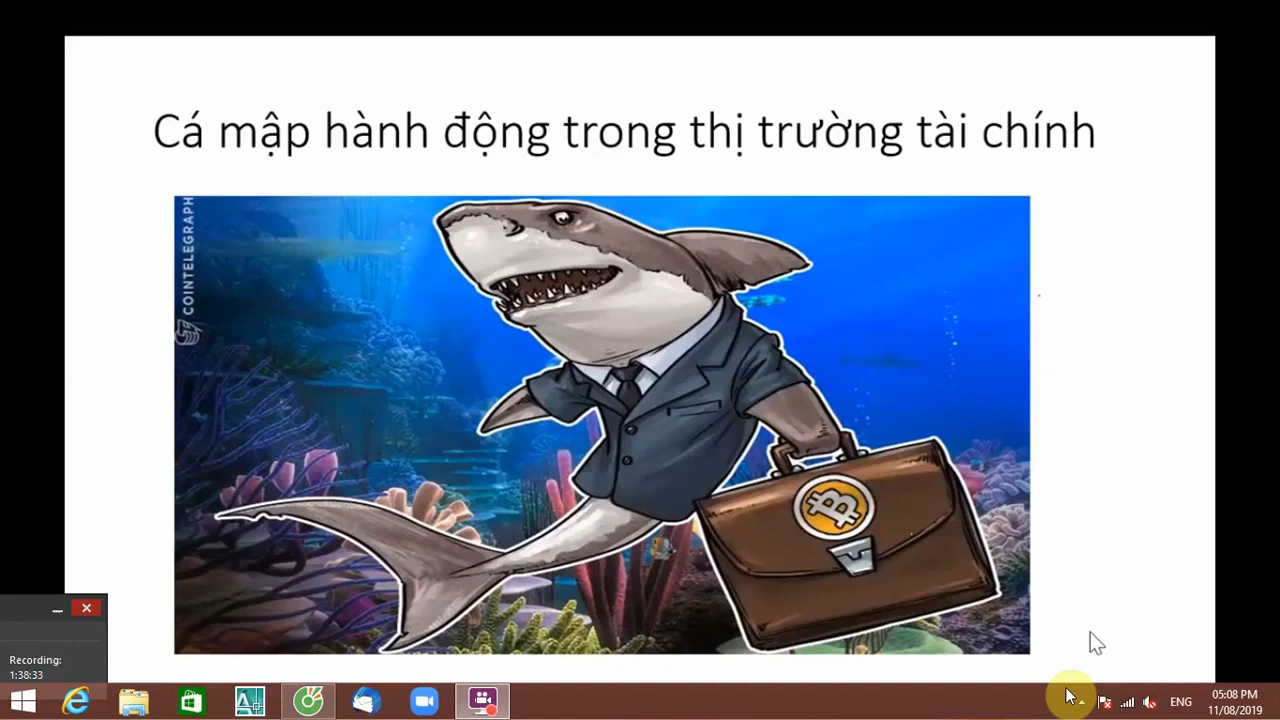 Cá mập hành động trong thị trường tài chính
COINTELEGRAPH
Recording:
1:38:33
ENG
05:08 PM
11/08/2019